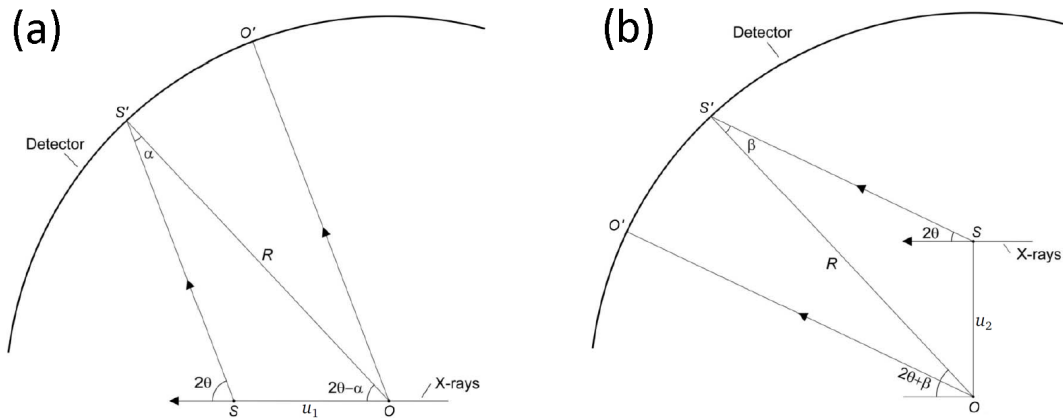 (a)
O'
S'
Detector
α
R
2θ
2θ−α
X-rays
S
u₁
O
(b)
Detector
S'
β
O'
2θ
S
X-rays
R
u₂
2θ+β
O